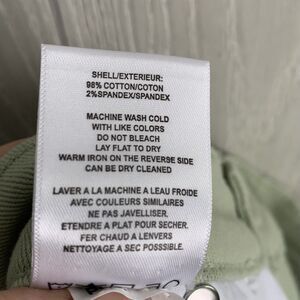 SHELL/EXTERIEUR:
98% COTTON/COTON
2%SPANDEX/SPANDEX
MACHINE WASH COLD
WITH LIKE COLORS
DO NOT BLEACH
LAY FLAT TO DRY
WARM IRON ON THE REVERSE SIDE
CAN BE DRY CLEANED
LAVER A LA MACHINE A LEAU FROIDE
AVEC COULEURS SIMILAIRES
NE PAS JAVELLISER.
ETENDRE A PLAT POUR SECHER.
FER CHAUD A LENVERS
NETTOYAGE A SEC POSSSIBLE.